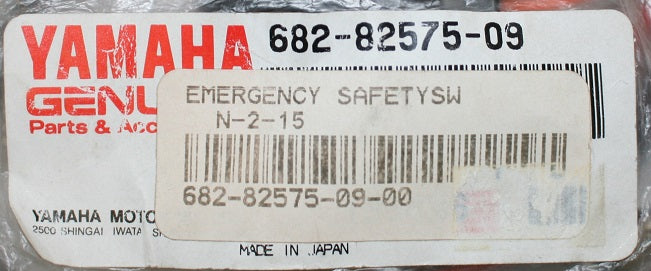 YAMAHA 682-82575-09
GENU
Parts & Acc
EMERGENCY SAFETYSW
N-2-15
682-82575-09-00
YAMAHA MOTO
2500 SHINGAI IWATA
MADE IN JAPAN